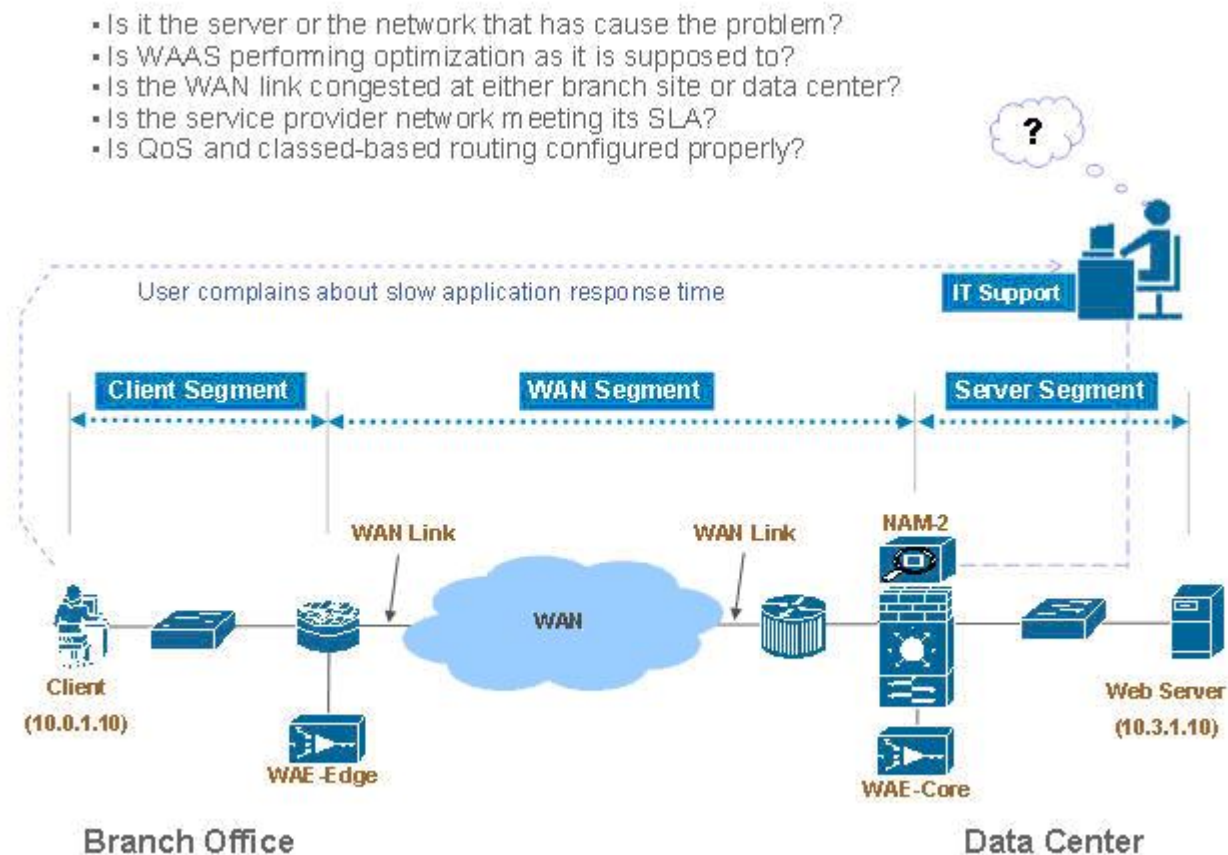 ▪ Is it the server or the network that has cause the problem?
▪ Is WAAS performing optimization as it is supposed to?
▪ Is the WAN link congested at either branch site or data center?
▪ Is the service provider network meeting its SLA?
▪ Is QoS and classed-based routing configured properly?
?
User complains about slow application response time
IT Support
Client Segment
WAN Segment
Server Segment
WAN Link
WAN Link
NAM-2
WAN
Client
(10.0.1.10)
Web Server
(10.3.1.10)
WAE-Edge
WAE-Core
Branch Office
Data Center